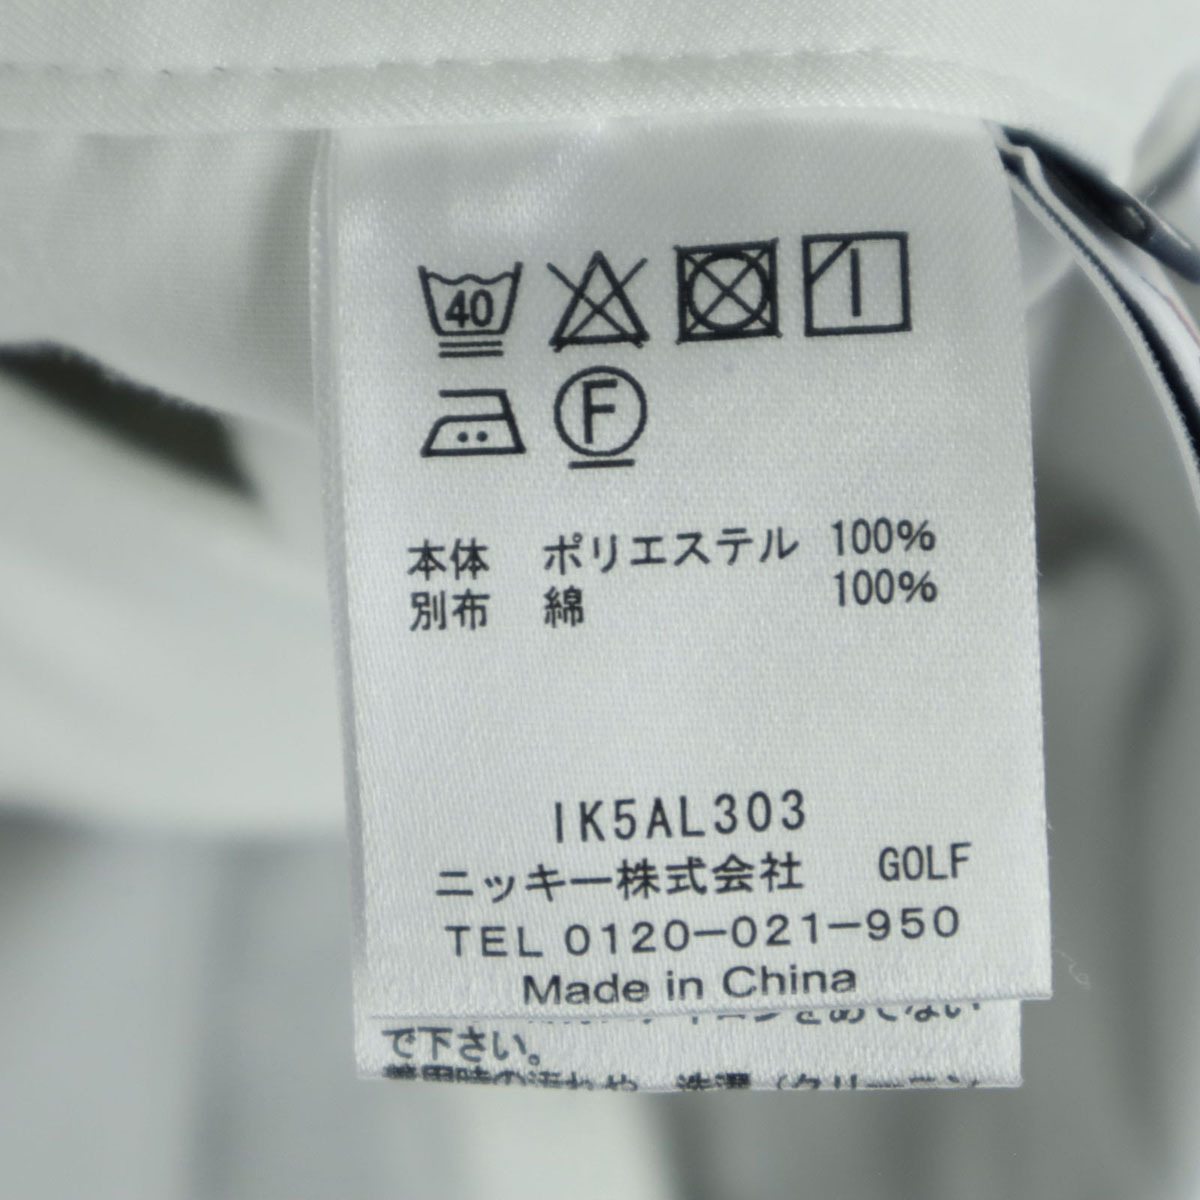 40
F
本体 ポリエステル 100%
別布 綿 100%
IK5AL303
ニッキー株式会社 GOLF
TEL 0120-021-950
Made in China
で下さい。